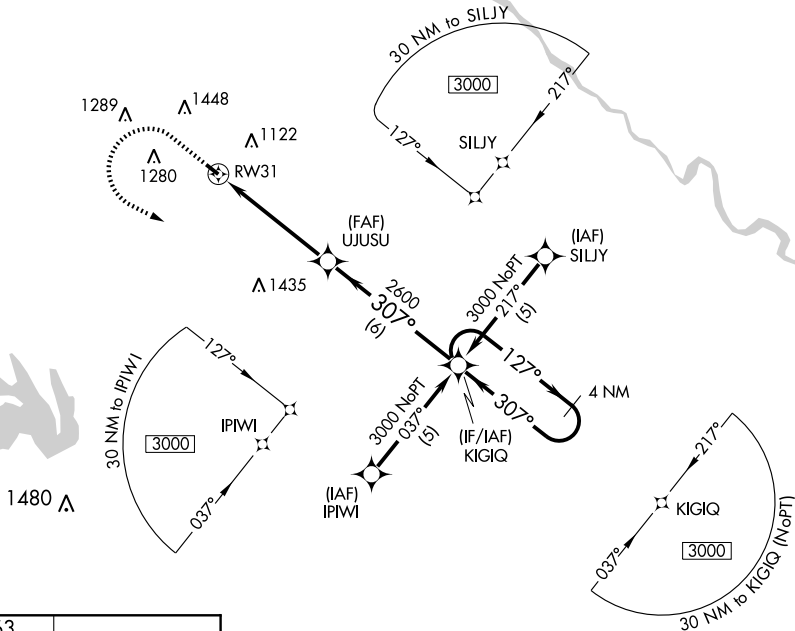 30 NM to SILJY
3000
217°
127°
SILJY
1289
1448
1122
1280
RW31
(FAF)
UJUSU
1435
2600
307°
(6)
(IAF)
SILJY
3000 NoPT
217°
(5)
127°
307°
4 NM
3000 NoPT
037°
(5)
(IF/IAF)
KIGIQ
(IAF)
IPIWI
30 NM to IPIWI
127°
3000
IPIWI
037°
1480
217°
KIGIQ
037°
3000
30 NM to KIGIQ (NoPT)